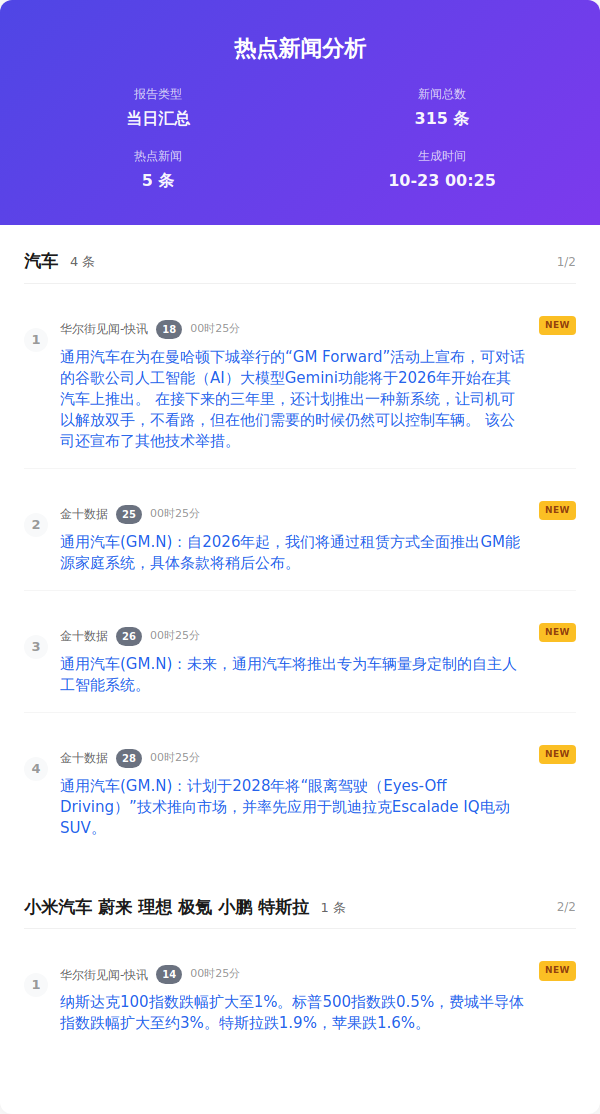 热点新闻分析
报告类型
当日汇总
新闻总数
315 条
热点新闻
5 条
生成时间
10-23 00:25
汽车 4 条 1/2
1 华尔街见闻-快讯 18 00时25分 NEW
通用汽车在为在曼哈顿下城举行的“GM Forward”活动上宣布，可对话
的谷歌公司人工智能（AI）大模型Gemini功能将于2026年开始在其
汽车上推出。 在接下来的三年里，还计划推出一种新系统，让司机可
以解放双手，不看路，但在他们需要的时候仍然可以控制车辆。 该公
司还宣布了其他技术举措。
2 金十数据 25 00时25分 NEW
通用汽车(GM.N)：自2026年起，我们将通过租赁方式全面推出GM能
源家庭系统，具体条款将稍后公布。
3 金十数据 26 00时25分 NEW
通用汽车(GM.N)：未来，通用汽车将推出专为车辆量身定制的自主人
工智能系统。
4 金十数据 28 00时25分 NEW
通用汽车(GM.N)：计划于2028年将“眼离驾驶（Eyes-Off
Driving）”技术推向市场，并率先应用于凯迪拉克Escalade IQ电动
SUV。
小米汽车 蔚来 理想 极氪 小鹏 特斯拉 1 条 2/2
1 华尔街见闻-快讯 14 00时25分 NEW
纳斯达克100指数跌幅扩大至1%。标普500指数跌0.5%，费城半导体
指数跌幅扩大至约3%。特斯拉跌1.9%，苹果跌1.6%。